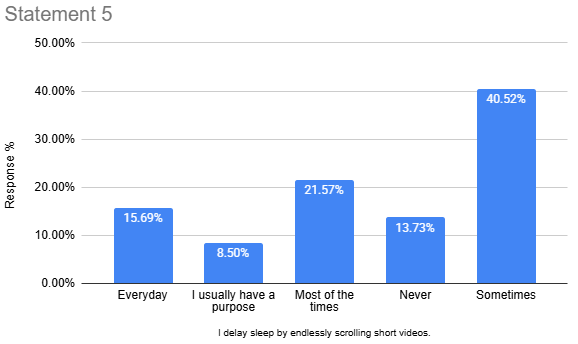 Statement 5
50.00%
40.00%
30.00%
20.00%
10.00%
0.00%
Response %
15.69%
8.50%
21.57%
13.73%
40.52%
Everyday
I usually have a
purpose
Most of the
times
Never
Sometimes
I delay sleep by endlessly scrolling short videos.